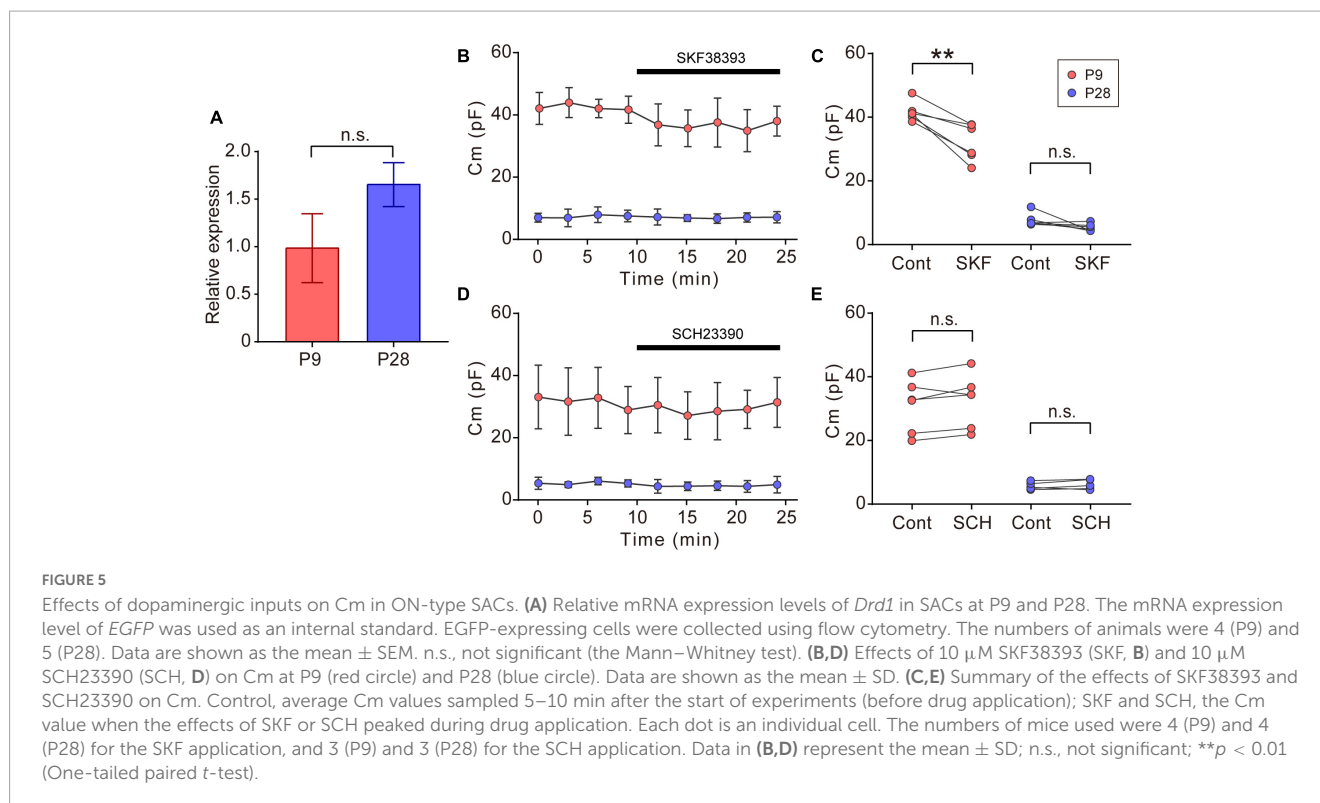 A
n.s.
2.0
1.5
1.0
0.5
0
Relative expression
P9
P28
B
SKF38393
60
40
20
0
Cm (pF)
0 5 10 15 20 25
Time (min)
C
60
40
20
0
Cm (pF)
**
n.s.
P9
P28
Cont SKF Cont SKF
D
SCH23390
60
40
20
0
Cm (pF)
0 5 10 15 20 25
Time (min)
E
60
40
20
0
Cm (pF)
n.s.
n.s.
Cont SCH Cont SCH
FIGURE 5
Effects of dopaminergic inputs on Cm in ON-type SACs. (A) Relative mRNA expression levels of Drd1 in SACs at P9 and P28. The mRNA expression
level of EGFP was used as an internal standard. EGFP-expressing cells were collected using flow cytometry. The numbers of animals were 4 (P9) and
5 (P28). Data are shown as the mean ± SEM. n.s., not significant (the Mann–Whitney test). (B,D) Effects of 10 μM SKF38393 (SKF, B) and 10 μM
SCH23390 (SCH, D) on Cm at P9 (red circle) and P28 (blue circle). Data are shown as the mean ± SD. (C,E) Summary of the effects of SKF38393 and
SCH23390 on Cm. Control, average Cm values sampled 5–10 min after the start of experiments (before drug application); SKF and SCH, the Cm
value when the effects of SKF or SCH peaked during drug application. Each dot is an individual cell. The numbers of mice used were 4 (P9) and 4
(P28) for the SKF application, and 3 (P9) and 3 (P28) for the SCH application. Data in (B,D) represent the mean ± SD; n.s., not significant; **p < 0.01
(One-tailed paired t-test).